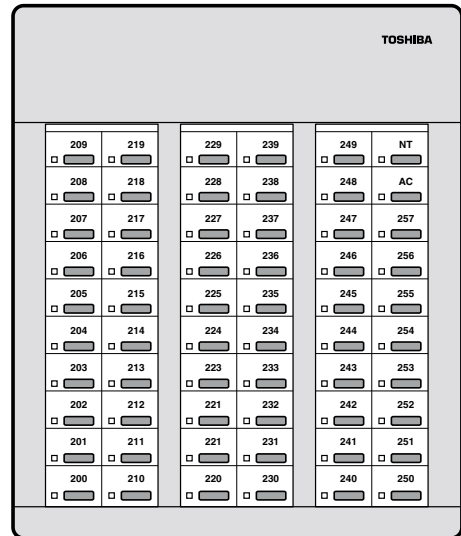 TOSHIBA
209 219 229 239 249 NT
208 218 228 238 248 AC
207 217 227 237 247 257
206 216 226 236 246 256
205 215 225 235 245 255
204 214 224 234 244 254
203 213 223 233 243 253
202 212 221 232 242 252
201 211 221 231 241 251
200 210 220 230 240 250